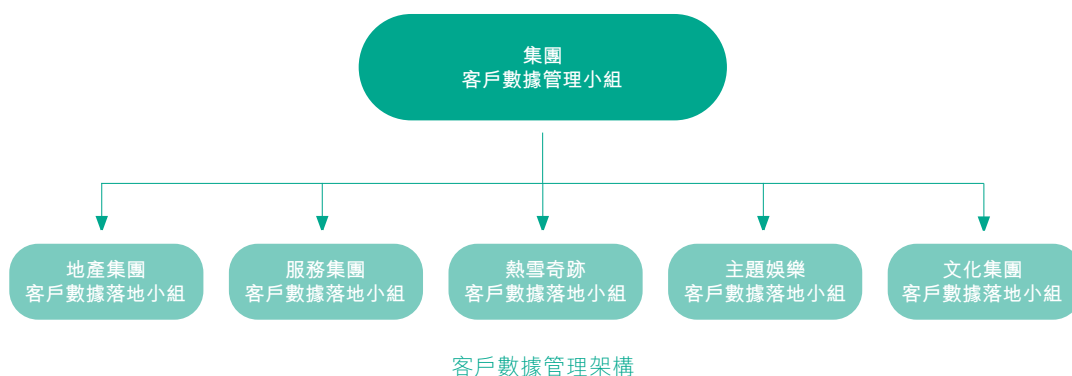 集團
客戶數據管理小組
地產集團
客戶數據落地小組
服務集團
客戶數據落地小組
熱雪奇跡
客戶數據落地小組
主題娛樂
客戶數據落地小組
文化集團
客戶數據落地小組
客戶數據管理架構